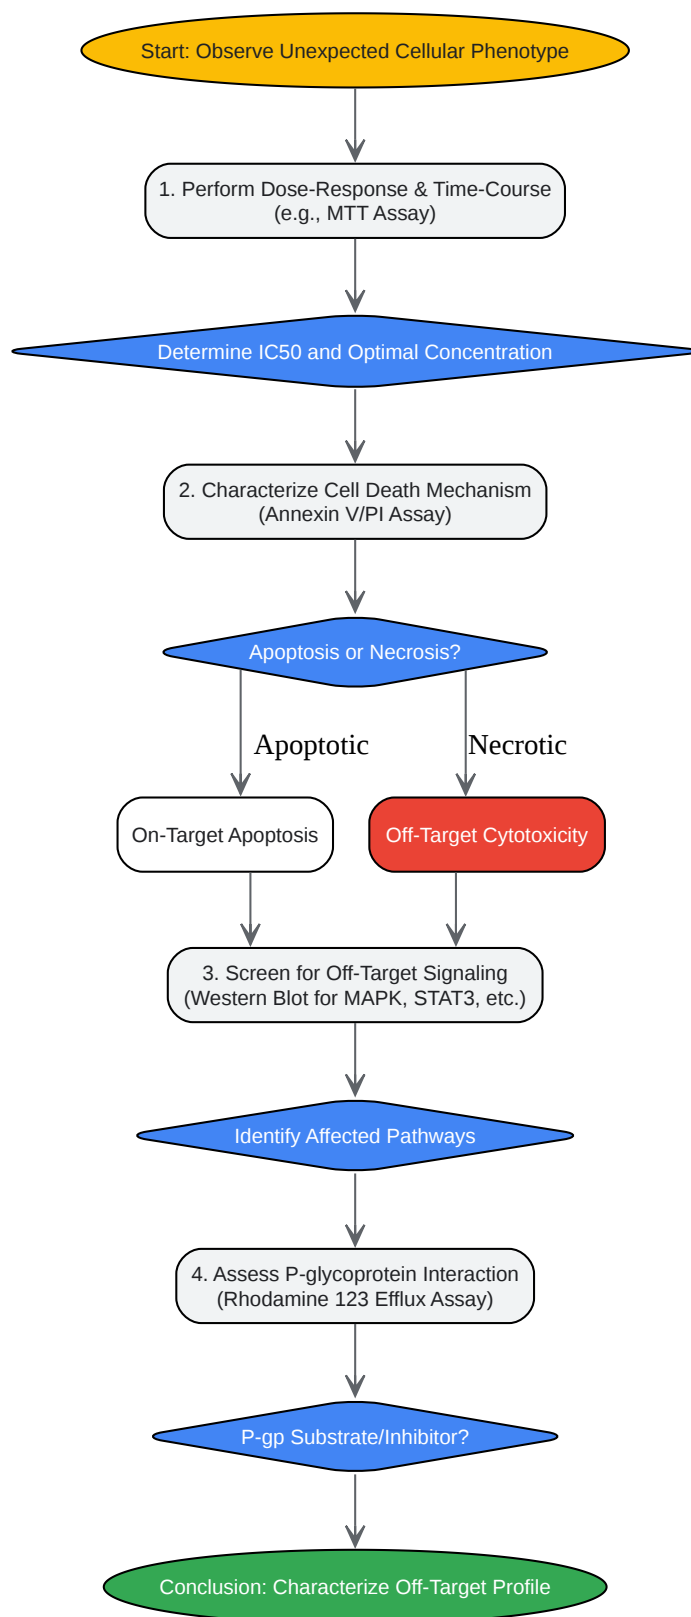 Start: Observe Unexpected Cellular Phenotype
1. Perform Dose-Response & Time-Course
(e.g., MTT Assay)
Determine IC50 and Optimal Concentration
2. Characterize Cell Death Mechanism
(Annexin V/PI Assay)
Apoptosis or Necrosis?
Apoptotic
Necrotic
On-Target Apoptosis
Off-Target Cytotoxicity
3. Screen for Off-Target Signaling
(Western Blot for MAPK, STAT3, etc.)
Identify Affected Pathways
4. Assess P-glycoprotein Interaction
(Rhodamine 123 Efflux Assay)
P-gp Substrate/Inhibitor?
Conclusion: Characterize Off-Target Profile